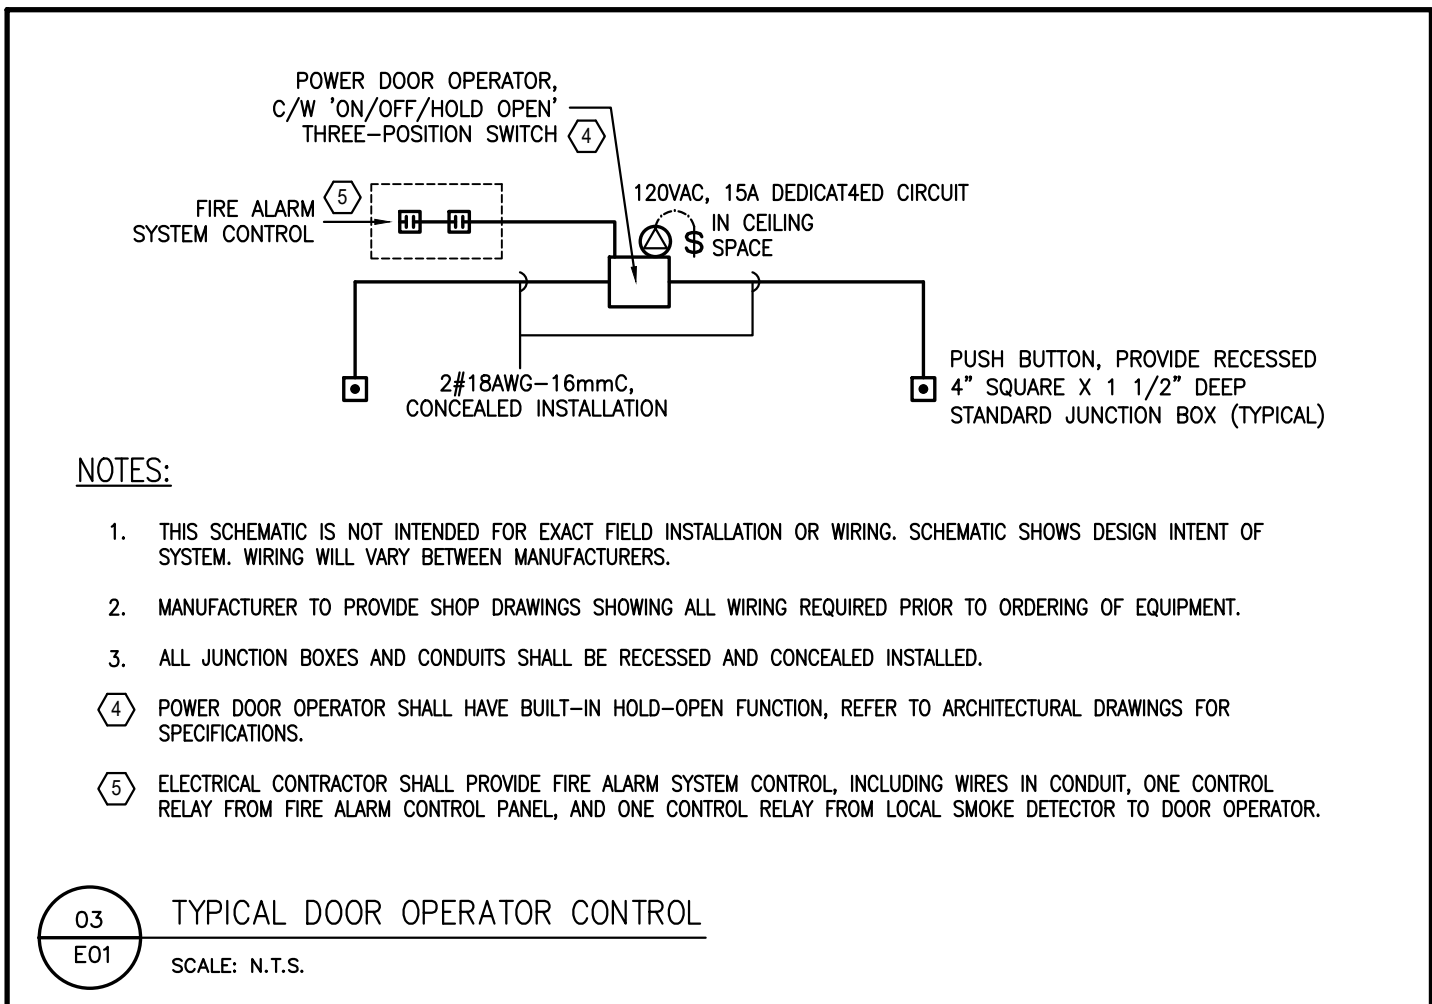 POWER DOOR OPERATOR,
C/W 'ON/OFF/HOLD OPEN'
THREE-POSITION SWITCH 4
5
FIRE ALARM
SYSTEM CONTROL
120VAC, 15A DEDICAT4ED CIRCUIT
IN CEILING
$ SPACE
2#18AWG-16mmC,
CONCEALED INSTALLATION
PUSH BUTTON, PROVIDE RECESSED
4" SQUARE X 1 1/2" DEEP
STANDARD JUNCTION BOX (TYPICAL)
NOTES:
1. THIS SCHEMATIC IS NOT INTENDED FOR EXACT FIELD INSTALLATION OR WIRING. SCHEMATIC SHOWS DESIGN INTENT OF
SYSTEM. WIRING WILL VARY BETWEEN MANUFACTURERS.
2. MANUFACTURER TO PROVIDE SHOP DRAWINGS SHOWING ALL WIRING REQUIRED PRIOR TO ORDERING OF EQUIPMENT.
3. ALL JUNCTION BOXES AND CONDUITS SHALL BE RECESSED AND CONCEALED INSTALLED.
4 POWER DOOR OPERATOR SHALL HAVE BUILT-IN HOLD-OPEN FUNCTION, REFER TO ARCHITECTURAL DRAWINGS FOR
SPECIFICATIONS.
5 ELECTRICAL CONTRACTOR SHALL PROVIDE FIRE ALARM SYSTEM CONTROL, INCLUDING WIRES IN CONDUIT, ONE CONTROL
RELAY FROM FIRE ALARM CONTROL PANEL, AND ONE CONTROL RELAY FROM LOCAL SMOKE DETECTOR TO DOOR OPERATOR.
03
E01
TYPICAL DOOR OPERATOR CONTROL
SCALE: N.T.S.